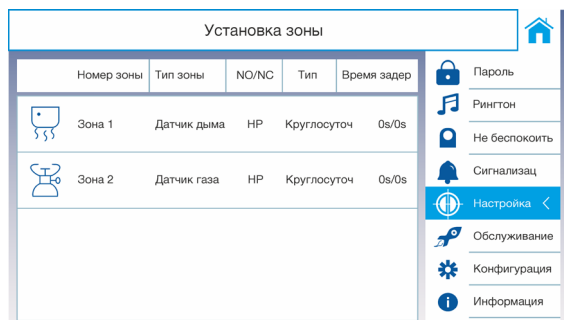 Установка зоны
Номер зоны Тип зоны NO/NC Тип Время задер
Зона 1 Датчик дыма НР Круглосуточ 0s/0s
Зона 2 Датчик газа НР Круглосуточ 0s/0s
Пароль
Рингтон
Не беспокоить
Сигнализац
Настройка
Обслуживание
Конфигурация
Информация